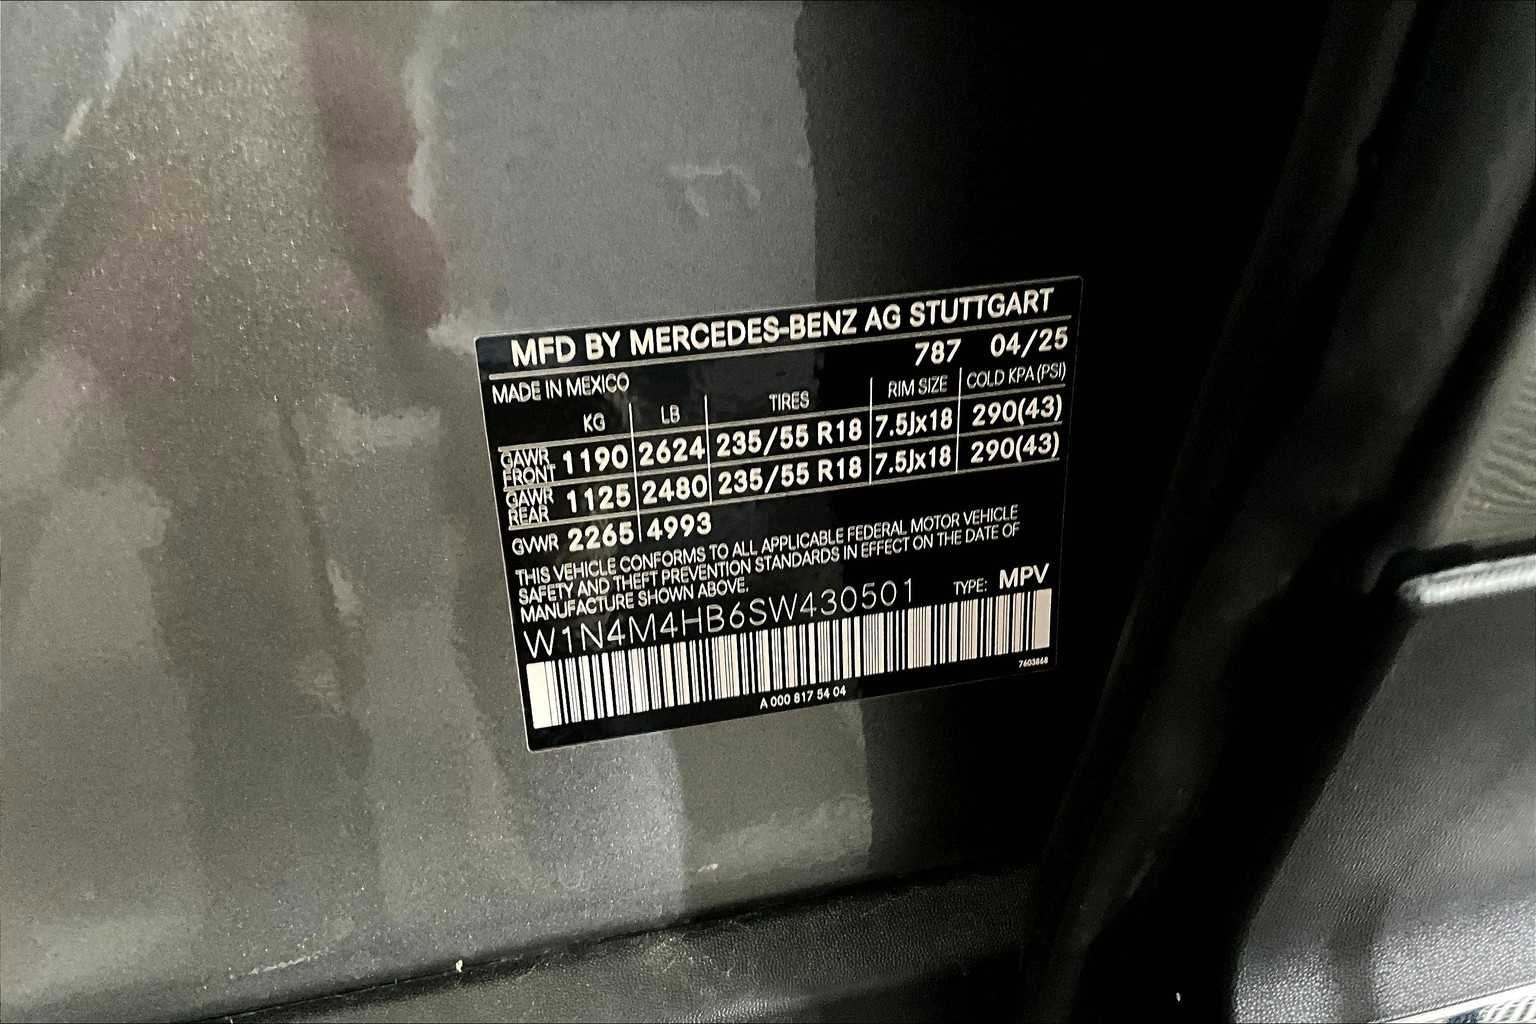 MFD BY MERCEDES-BENZ AG STUTTGART
787 04/25
MADE IN MEXICO
KG LB TIRES RIM SIZE COLD KPA(PSI)
GAWR FRONT 1190 2624 235/55 R18 7.5Jx18 290(43)
GAWR REAR 1125 2480 235/55 R18 7.5Jx18 290(43)
GVWR 2265 4993
THIS VEHICLE CONFORMS TO ALL APPLICABLE FEDERAL MOTOR VEHICLE
SAFETY AND THEFT PREVENTION STANDARDS IN EFFECT ON THE DATE OF
MANUFACTURE SHOWN ABOVE.
W1N4M4HB6SW430501 TYPE: MPV
7603868
A 000 817 54 04